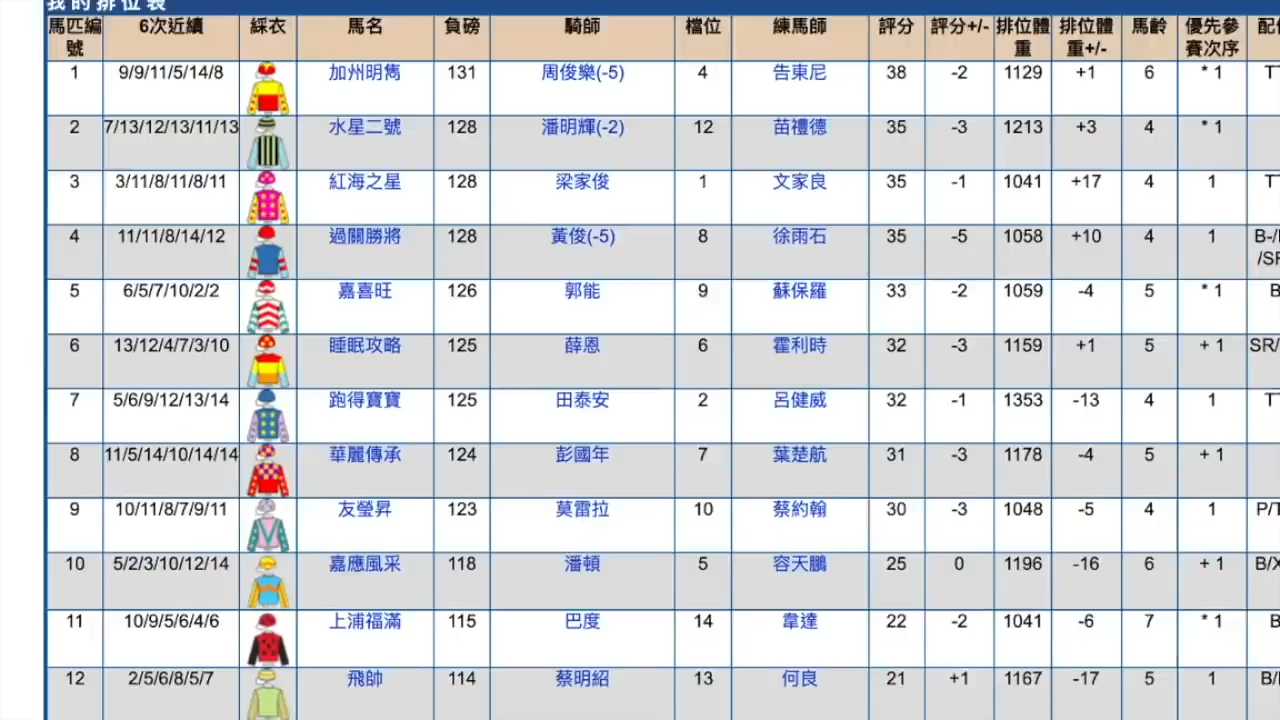 我的排位表
馬匹編號 6次近績 綵衣 馬名 負磅 騎師 檔位 練馬師 評分 評分+/- 排位體重 排位體重+/- 馬齡 優先參賽次序
1 9/9/11/5/14/8 加州明雋 131 周俊樂(-5) 4 告東尼 38 -2 1129 +1 6 * 1
2 7/13/12/13/11/13 水星二號 128 潘明輝(-2) 12 苗禮德 35 -3 1213 +3 4 * 1
3 3/11/8/11/8/11 紅海之星 128 梁家俊 1 文家良 35 -1 1041 +17 4 1
4 11/11/8/14/12 過關勝將 128 黃俊(-5) 8 徐雨石 35 -5 1058 +10 4 1
5 6/5/7/10/2/2 嘉喜旺 126 郭能 9 蘇保羅 33 -2 1059 -4 5 * 1 B
6 13/12/4/7/3/10 睡眠攻略 125 薛恩 6 霍利時 32 -3 1159 +1 5 + 1 SR/
7 5/6/9/12/13/14 跑得寶寶 125 田泰安 2 呂健威 32 -1 1353 -13 4 1
8 11/5/14/10/14/14 華麗傳承 124 彭國年 7 葉楚航 31 -3 1178 -4 5 + 1
9 10/11/8/7/9/11 友瑩昇 123 莫雷拉 10 蔡約翰 30 -3 1048 -5 4 1
10 5/2/3/10/12/14 嘉應風采 118 潘頓 5 容天鵬 25 0 1196 -16 6 + 1
11 10/9/5/6/4/6 上浦福滿 115 巴度 14 韋達 22 -2 1041 -6 7 * 1 B
12 2/5/6/8/5/7 飛帥 114 蔡明紹 13 何良 21 +1 1167 -17 5 1